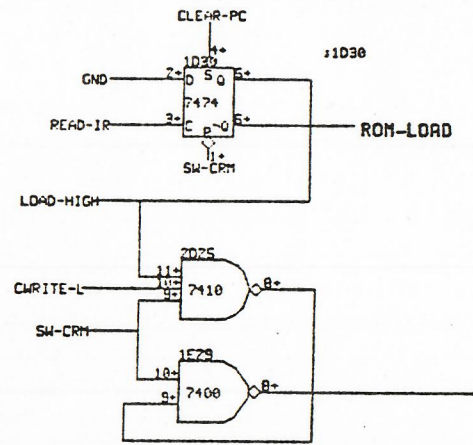 CLEAR-PC
4+
1D30
;1D30
GND
2+
D
S
Q
5+
7474
READ-IR
3+
C
-Q
6+
ROM-LOAD
P
1+
SW-CRM
LOAD-HIGH
2D25
11+
10+
9+
7410
8+
CWRITE-L
SW-CRM
1E29
10+
9+
7400
8+